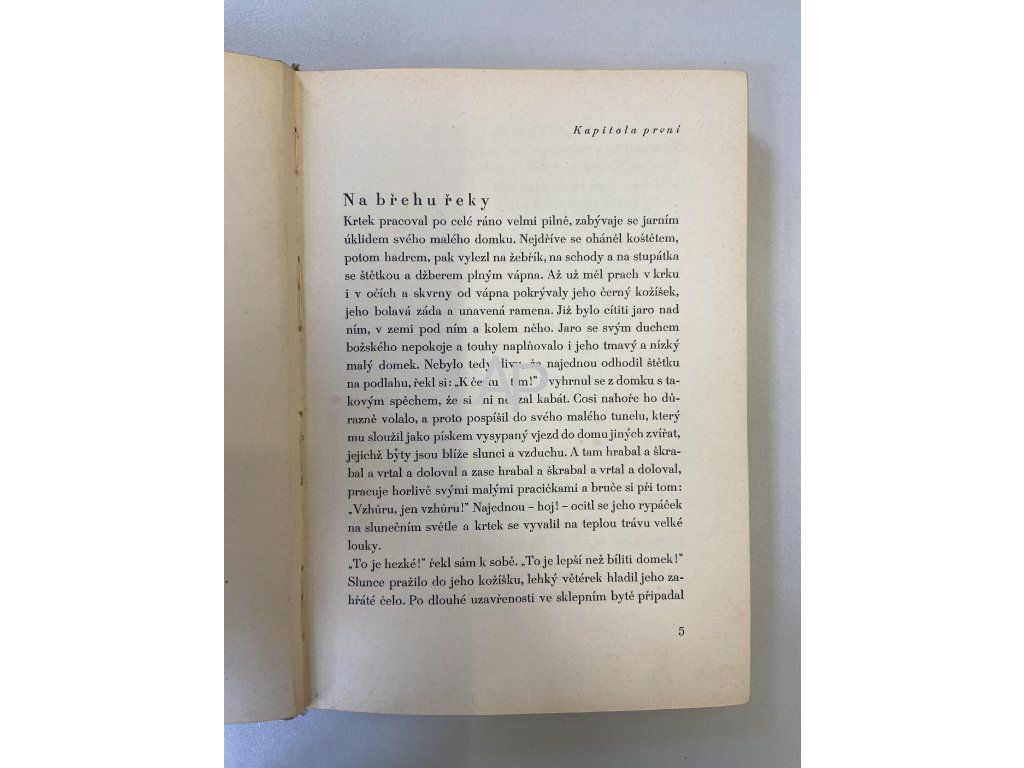 Kapitola první
Na břehu řeky
Krtek pracoval po celé ráno velmi pilně, zabývaje se jarním
úklidem svého malého domku. Nejdříve se oháněl koštětem,
potom hadrem, pak vylezl na žebřík, na schody a na stupátka
se štětkou a džberem plným vápna. Až už měl prach v krku
i v očích a skvrny od vápna pokrývaly jeho černý kožíšek,
jeho bolavá záda a unavená ramena. Již bylo cítiti jaro nad
ním, v zemi pod ním a kolem něho. Jaro se svým duchem
božského nepokoje a touhy naplňovalo i jeho tmavý a nízký
malý domek. Nebylo tedy divu, že najednou odhodil štětku
na podlahu, řekl si: „K čemu tím!” vyhrnul se z domku s ta-
kovým spěchem, že si ani nevzal kabát. Cosi nahoře ho dů-
razně volalo, a proto pospíšil do svého malého tunelu, který
mu sloužil jako pískem vysypaný vjezd do domu jiných zvířat,
jejichž byty jsou blíže slunci a vzduchu. A tam hrabal a škra-
bal a vrtal a doloval a zase hrabal a škrabal a vrtal a doloval,
pracuje horlivě svými malými pracičkami a bruče si při tom:
„Vzhůru, jen vzhůru!” Najednou – hoj! – ocitl se jeho rypáček
na slunečním světle a krtek se vyvalil na teplou trávu velké
louky.
„To je hezké!” řekl sám k sobě. „To je lepší než bíliti domek!”
Slunce pražilo do jeho kožíšku, lehký větérek hladil jeho za-
hřáté čelo. Po dlouhé uzavřenosti ve sklepním bytě připadal
5
AP